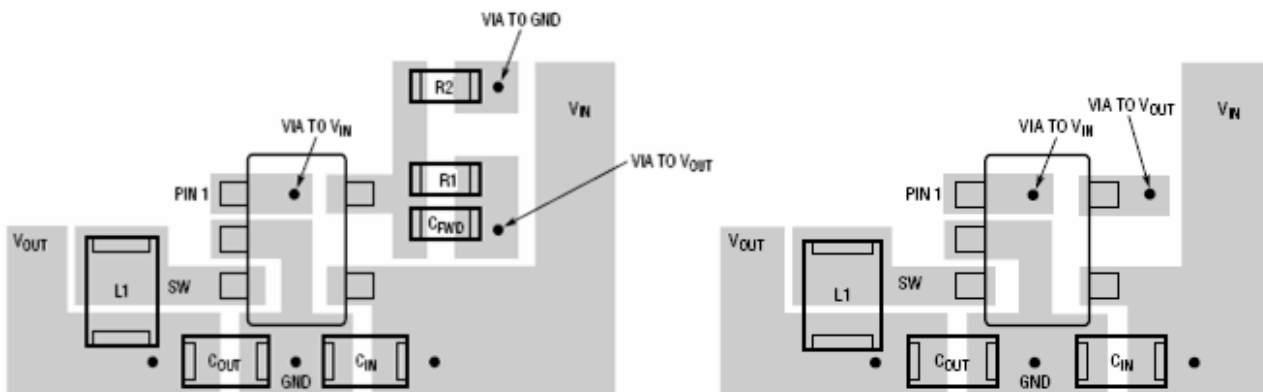 VIA TO GND
R2
VIN
VIA TO VIN
VIA TO VOUT
R1
PIN 1
CFWD
VOUT
L1
SW
COUT
CIN
GND
VIN
VIA TO VOUT
VIA TO VIN
PIN 1
VOUT
L1
SW
COUT
CIN
GND